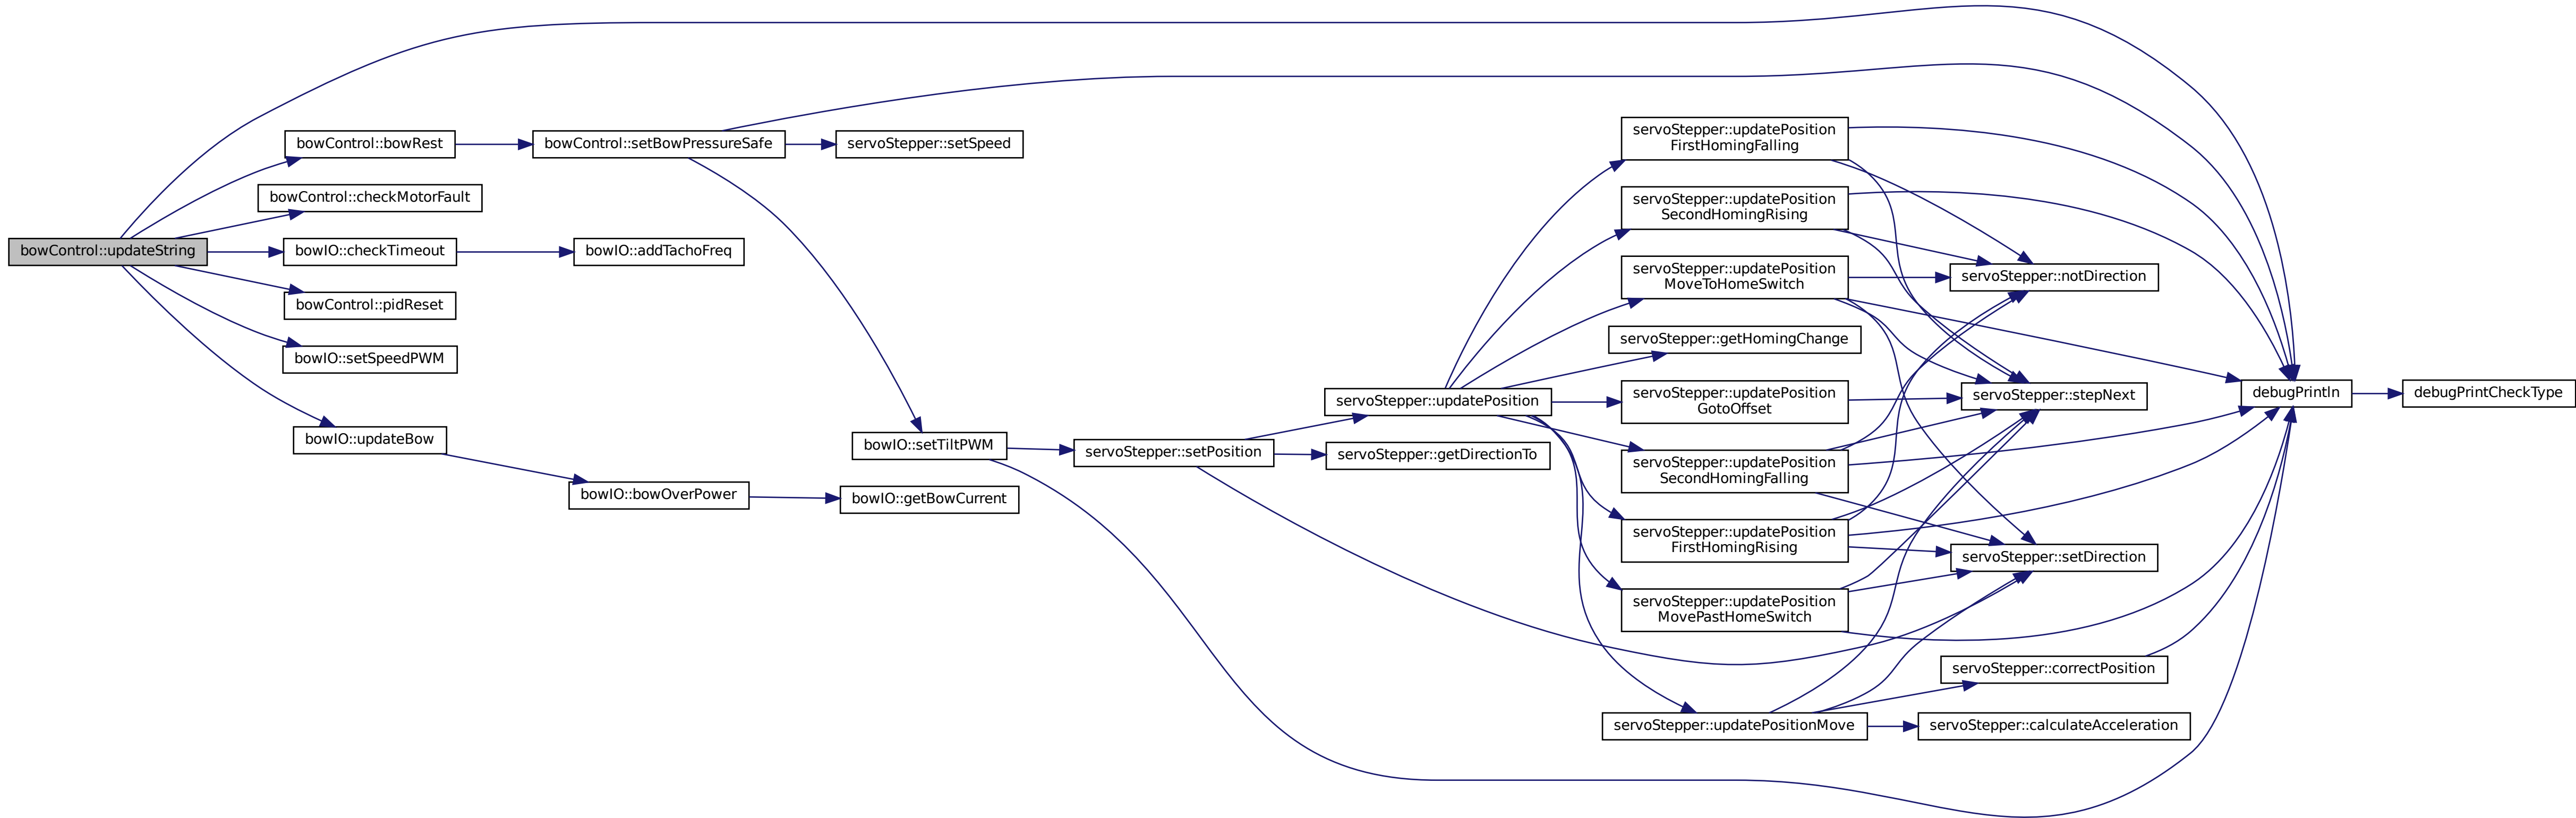 bowControl::updateString
bowControl::bowRest
bowControl::checkMotorFault
bowIO::checkTimeout
bowControl::pidReset
bowIO::setSpeedPWM
bowIO::updateBow
bowControl::setBowPressureSafe
bowIO::addTachoFreq
bowIO::bowOverPower
servoStepper::setSpeed
bowIO::setTiltPWM
bowIO::getBowCurrent
servoStepper::setPosition
servoStepper::updatePosition
servoStepper::getDirectionTo
servoStepper::updatePosition
FirstHomingFalling
servoStepper::updatePosition
SecondHomingRising
servoStepper::updatePosition
MoveToHomeSwitch
servoStepper::getHomingChange
servoStepper::updatePosition
GotoOffset
servoStepper::updatePosition
SecondHomingFalling
servoStepper::updatePosition
FirstHomingRising
servoStepper::updatePosition
MovePastHomeSwitch
servoStepper::updatePositionMove
servoStepper::notDirection
servoStepper::stepNext
servoStepper::setDirection
servoStepper::correctPosition
servoStepper::calculateAcceleration
debugPrintln
debugPrintCheckType